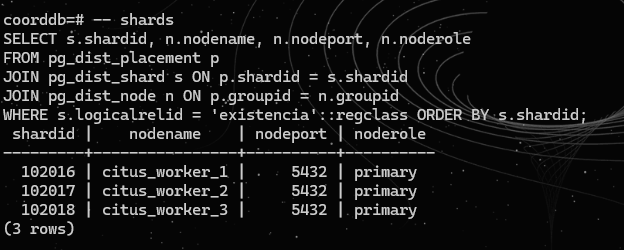 coorddb=# -- shards
SELECT s.shardid, n.nodename, n.nodeport, n.noderole
FROM pg_dist_placement p
JOIN pg_dist_shard s ON p.shardid = s.shardid
JOIN pg_dist_node n ON p.groupid = n.groupid
WHERE s.logicalrelid = 'existencia'::regclass ORDER BY s.shardid;
 shardid |    nodename    | nodeport | noderole
---------+----------------+----------+----------
  102016 | citus_worker_1 |     5432 | primary
  102017 | citus_worker_2 |     5432 | primary
  102018 | citus_worker_3 |     5432 | primary
(3 rows)